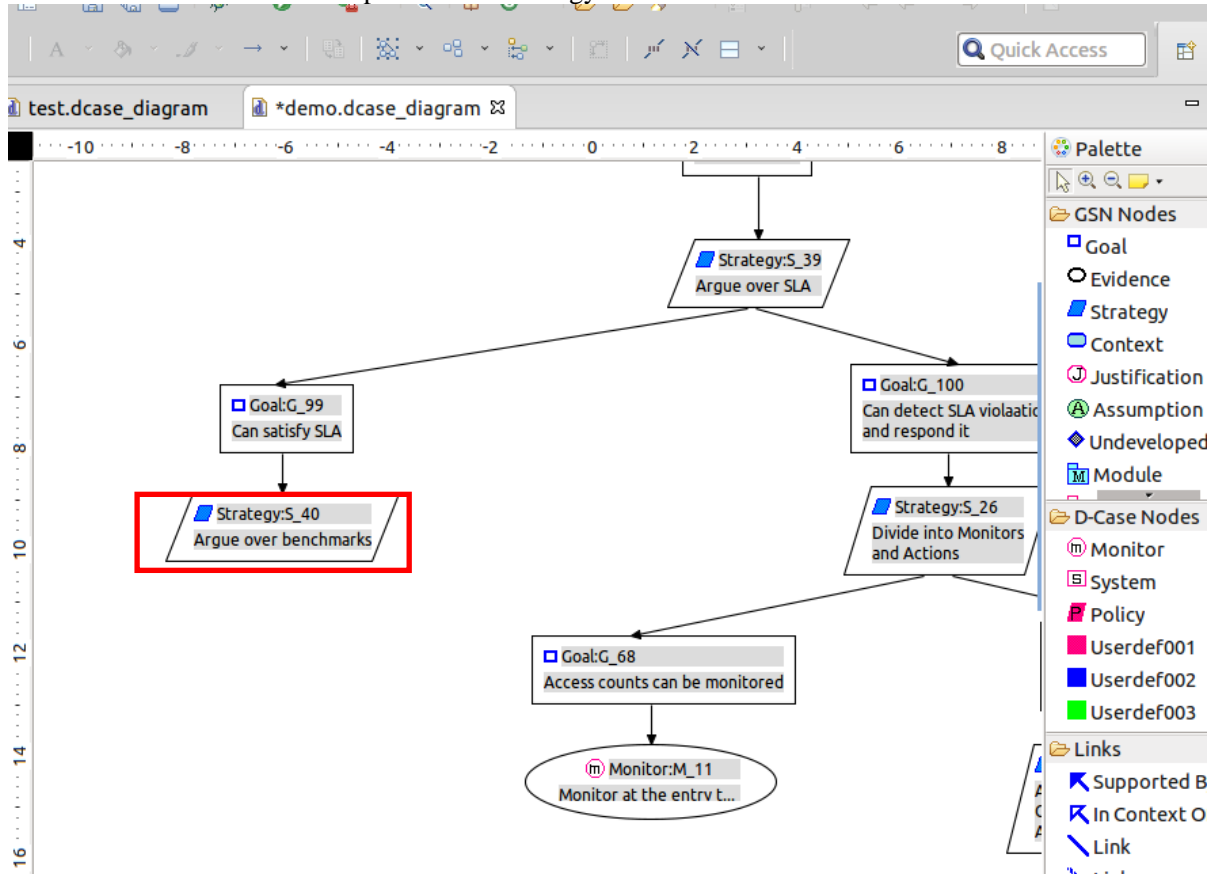 Quick Access
test.dcase_diagram
*demo.dcase_diagram
-10 -8 -6 -4 -2 0 2 4 6 8
Palette
GSN Nodes
Goal
Evidence
Strategy
Context
Justification
Assumption
Undeveloped
Module
D-Case Nodes
Monitor
System
Policy
Userdef001
Userdef002
Userdef003
Links
Supported B
In Context O
Link
4
6
8
10
12
14
16
Strategy:S_39
Argue over SLA
Goal:G_99
Can satisfy SLA
Goal:G_100
Can detect SLA violaatio
and respond it
Strategy:S_40
Argue over benchmarks
Strategy:S_26
Divide into Monitors
and Actions
Goal:G_68
Access counts can be monitored
Monitor:M_11
Monitor at the entry t...